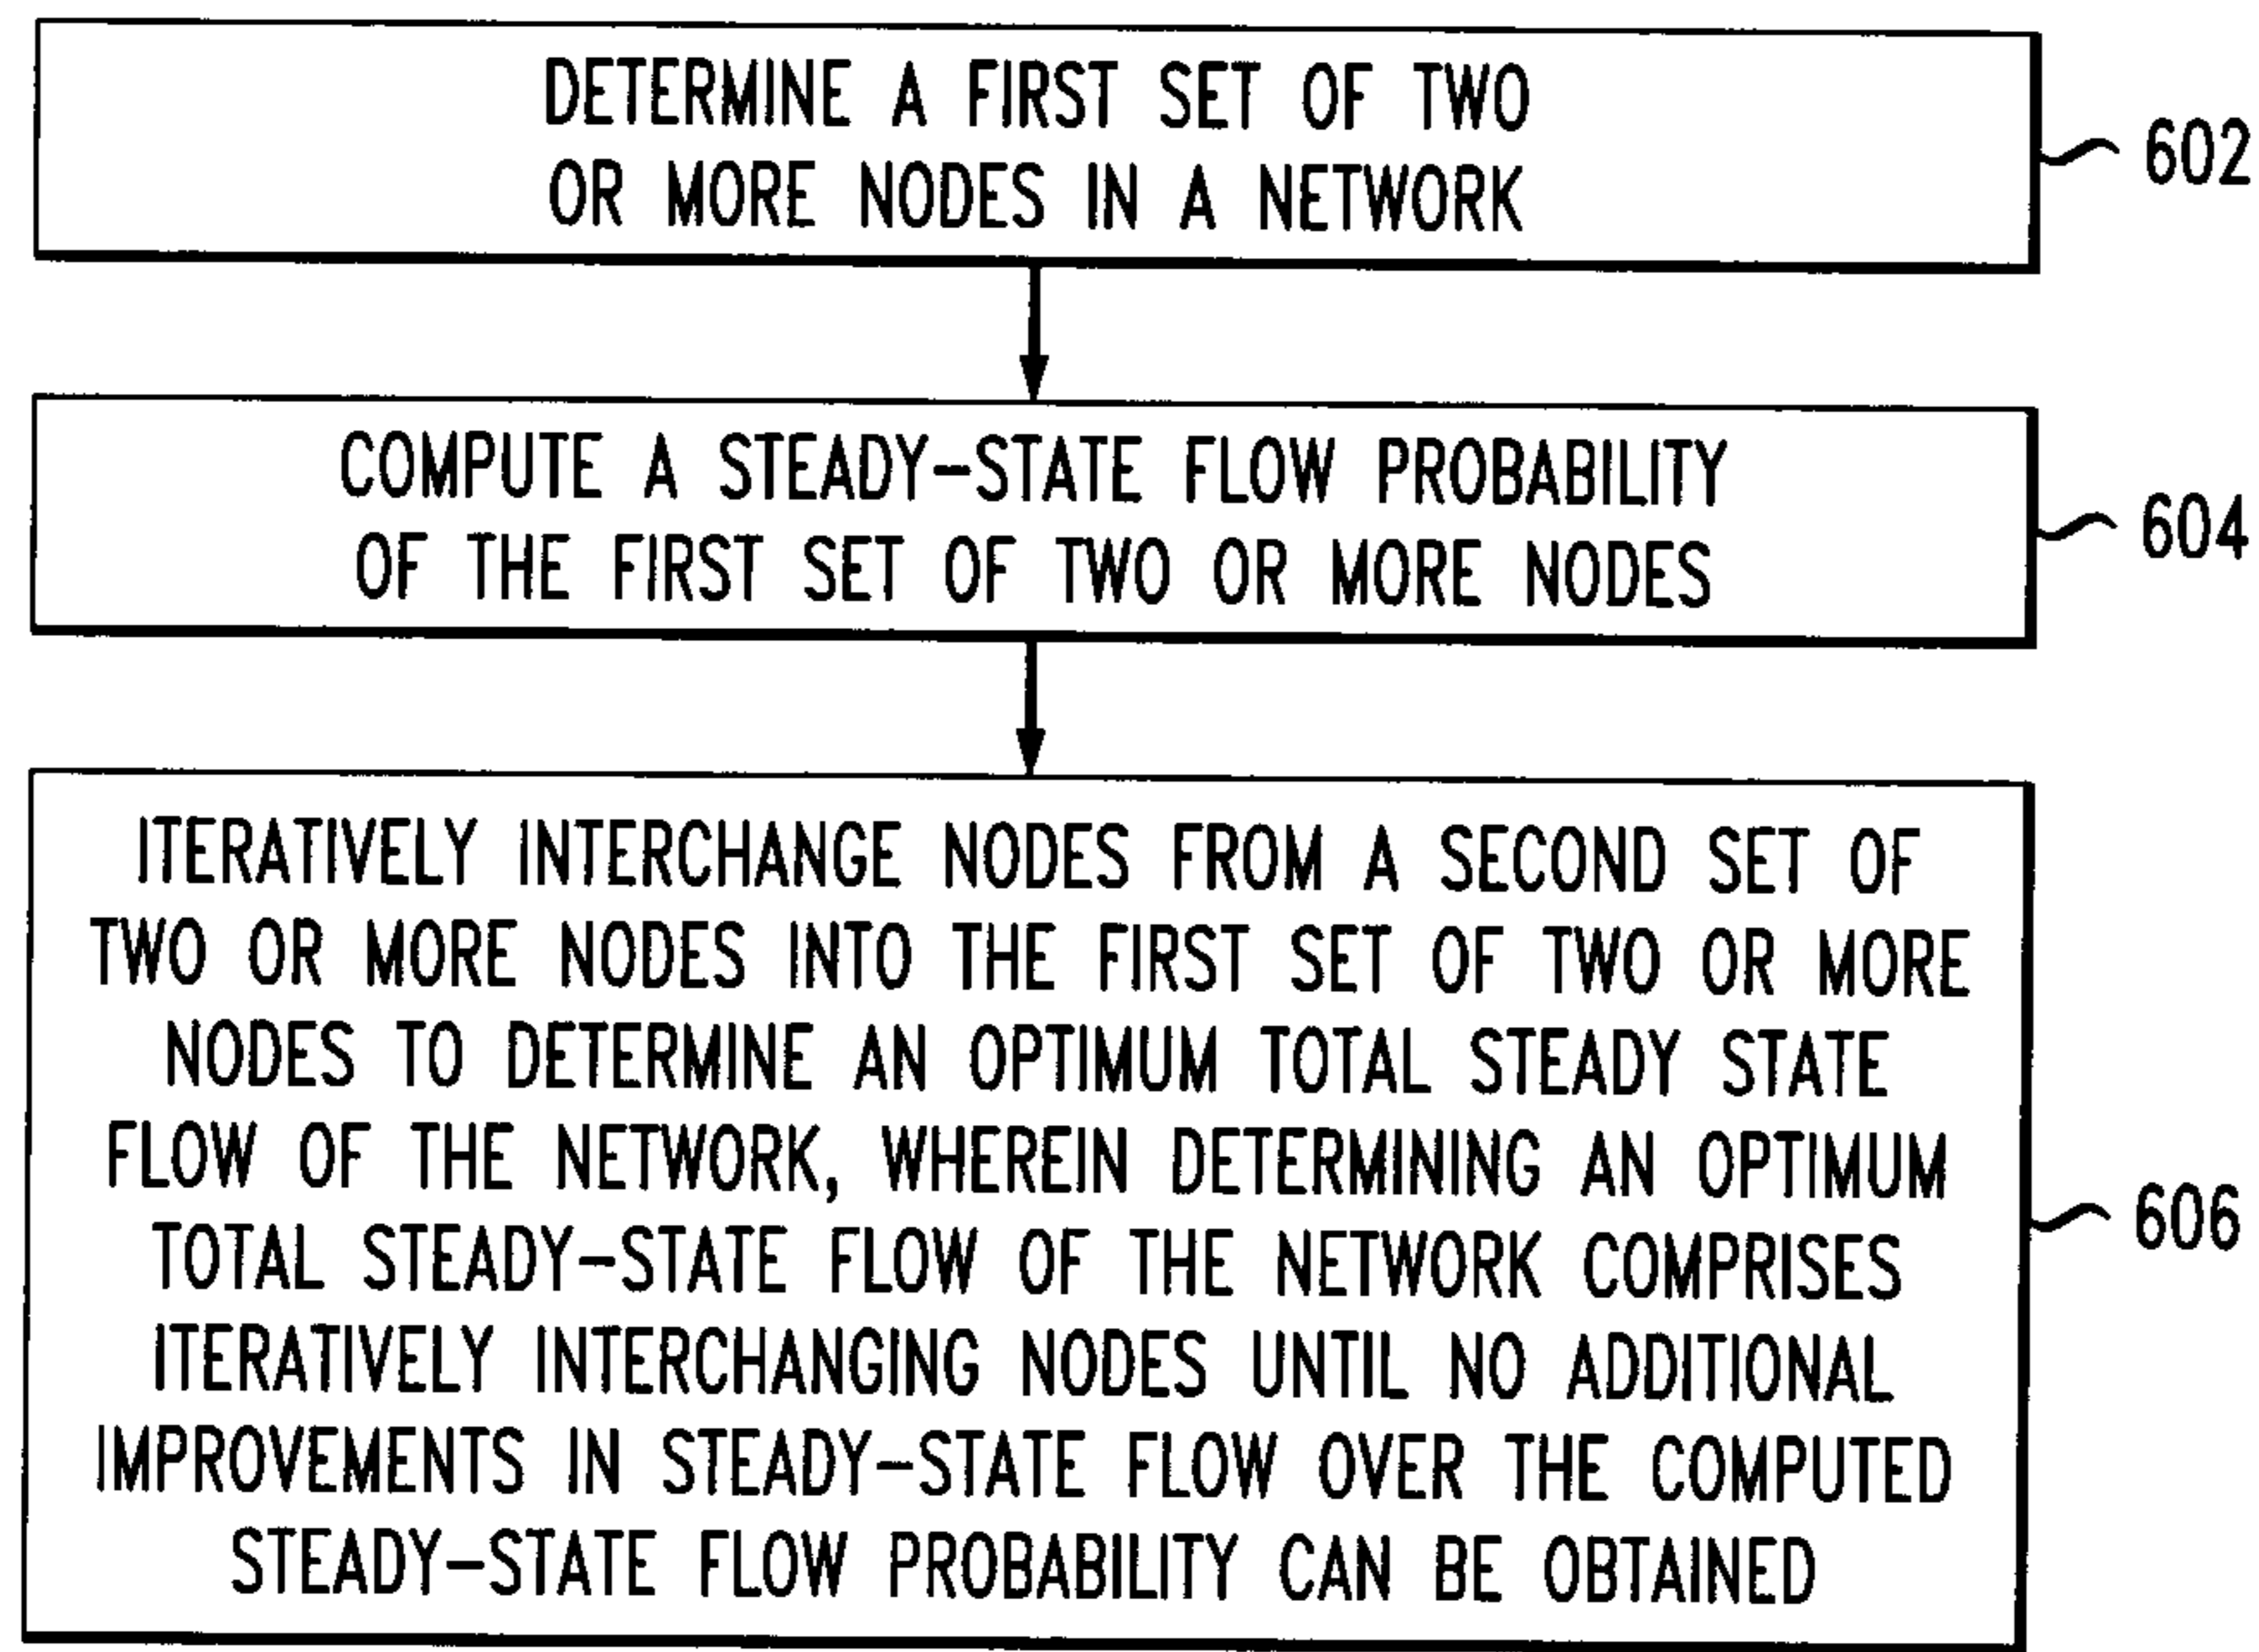 DETERMINE A FIRST SET OF TWO
OR MORE NODES IN A NETWORK
602
COMPUTE A STEADY-STATE FLOW PROBABILITY
OF THE FIRST SET OF TWO OR MORE NODES
604
ITERATIVELY INTERCHANGE NODES FROM A SECOND SET OF
TWO OR MORE NODES INTO THE FIRST SET OF TWO OR MORE
NODES TO DETERMINE AN OPTIMUM TOTAL STEADY STATE
FLOW OF THE NETWORK, WHEREIN DETERMINING AN OPTIMUM
TOTAL STEADY-STATE FLOW OF THE NETWORK COMPRISES
ITERATIVELY INTERCHANGING NODES UNTIL NO ADDITIONAL
IMPROVEMENTS IN STEADY-STATE FLOW OVER THE COMPUTED
STEADY-STATE FLOW PROBABILITY CAN BE OBTAINED
606